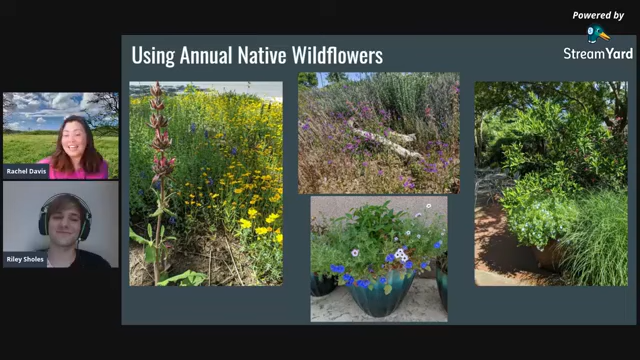 Powered by
StreamYard
Using Annual Native Wildflowers
Rachel Davis
Riley Sholes